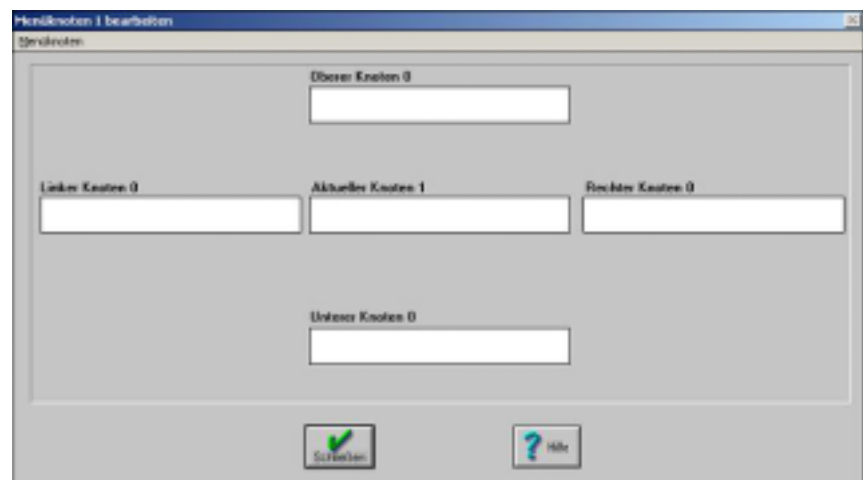 Menüknoten 1 bearbeiten
Menüknoten
Oberer Knoten 0
Linker Knoten 0
Aktueller Knoten 1
Rechter Knoten 0
Unterer Knoten 0
Schließen
Hilfe